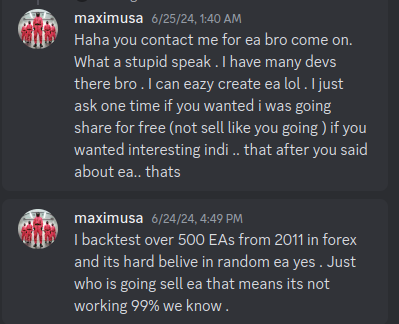 maximusa 6/25/24, 1:40 AM
Haha you contact me for ea bro come on.
What a stupid speak . I have many devs
there bro . I can eazy create ea lol . I just
ask one time if you wanted i was going
share for free (not sell like you going ) if you
wanted interesting indi .. that after you said
about ea.. thats
maximusa 6/24/24, 4:49 PM
I backtest over 500 EAs from 2011 in forex
and its hard belive in random ea yes . Just
who is going sell ea that means its not
working 99% we know .